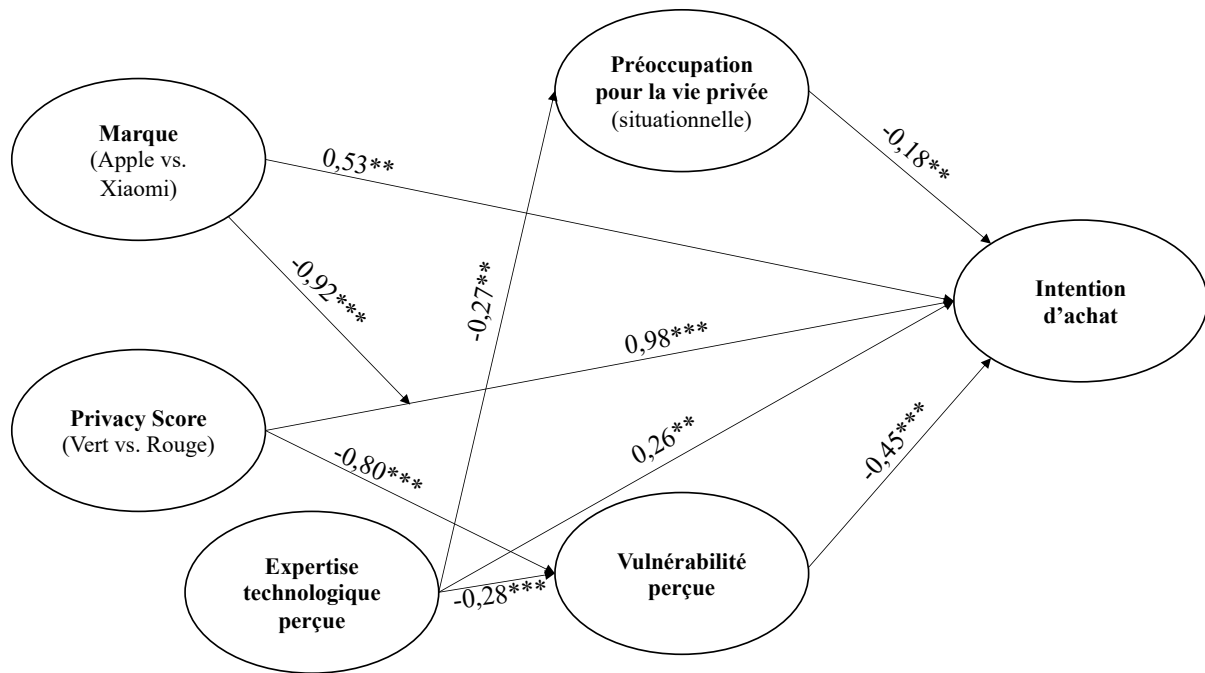 Préoccupation
pour la vie privée
(situationnelle)
Marque
(Apple vs.
Xiaomi)
0,53**
-0,18**
-0,92***
-0,27**
Intention
d’achat
0,98***
Privacy Score
(Vert vs. Rouge)
-0,80***
0,26**
-0,45***
Expertise
technologique
perçue
-0,28***
Vulnérabilité
perçue